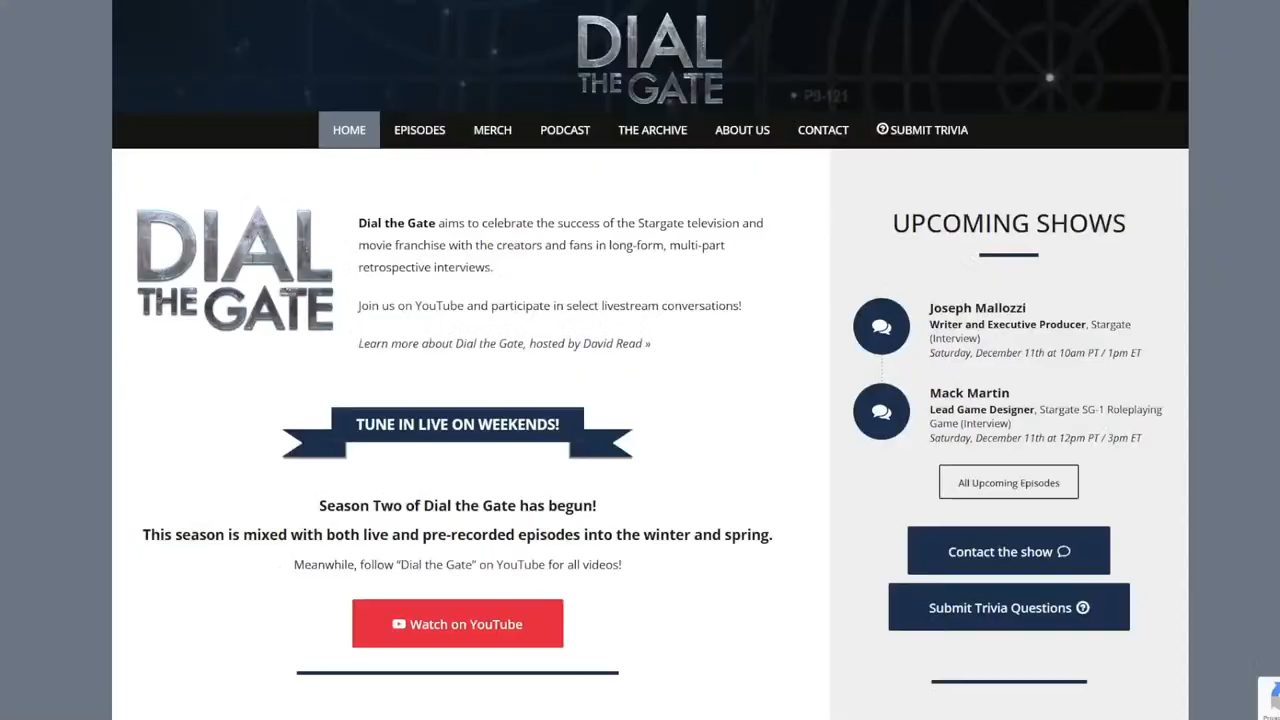 DIAL
THE GATE
P9-121
HOME EPISODES MERCH PODCAST THE ARCHIVE ABOUT US CONTACT SUBMIT TRIVIA
DIAL
THE GATE
Dial the Gate aims to celebrate the success of the Stargate television and
movie franchise with the creators and fans in long-form, multi-part
retrospective interviews.
Join us on YouTube and participate in select livestream conversations!
Learn more about Dial the Gate, hosted by David Read »
TUNE IN LIVE ON WEEKENDS!
Season Two of Dial the Gate has begun!
This season is mixed with both live and pre-recorded episodes into the winter and spring.
Meanwhile, follow “Dial the Gate” on YouTube for all videos!
Watch on YouTube
UPCOMING SHOWS
Joseph Mallozzi
Writer and Executive Producer, Stargate
(Interview)
Saturday, December 11th at 10am PT / 1pm ET
Mack Martin
Lead Game Designer, Stargate SG-1 Roleplaying
Game (Interview)
Saturday, December 11th at 12pm PT / 3pm ET
All Upcoming Episodes
Contact the show
Submit Trivia Questions